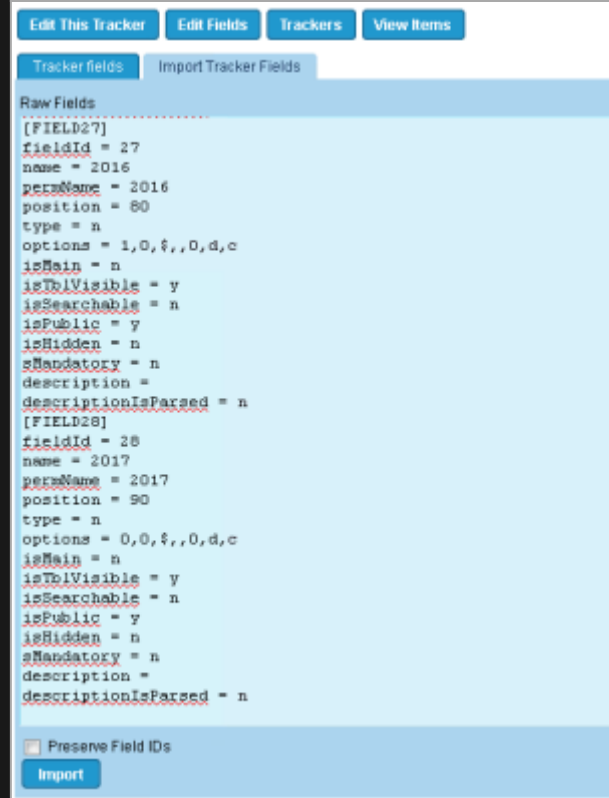 Edit This Tracker Edit Fields Trackers View Items
Tracker fields Import Tracker Fields
Raw Fields
[FIELD27]
fieldId = 27
name = 2016
permName = 2016
position = 80
type = n
options = 1,0,$,,0,d,c
isMain = n
isTblVisible = y
isSearchable = n
isPublic = y
isHidden = n
sMandatory = n
description =
descriptionIsParsed = n
[FIELD28]
fieldId = 28
name = 2017
permName = 2017
position = 90
type = n
options = 0,0,$,,0,d,c
isMain = n
isTblVisible = y
isSearchable = n
isPublic = y
isHidden = n
sMandatory = n
description =
descriptionIsParsed = n
Preserve Field IDs
Import